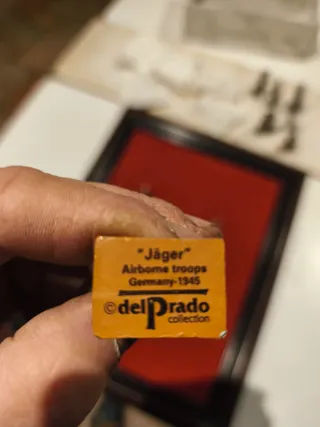 "Jäger"
Airborne troops
Germany-1945
©delPrado
collection